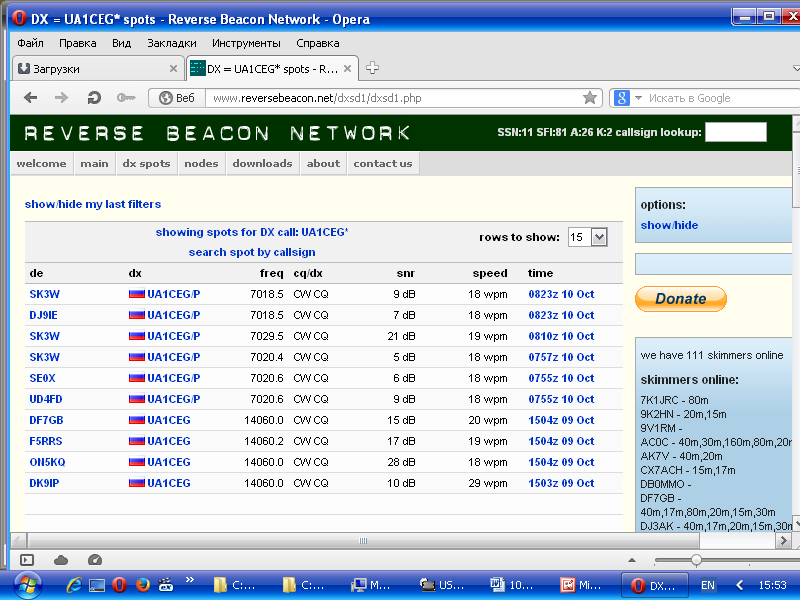 DX = UA1CEG* spots - Reverse Beacon Network - Opera
Файл Правка Вид Закладки Инструменты Справка
Загрузки DX = UA1CEG* spots - R...
Веб www.reversebeacon.net/dxsd1/dxsd1.php Искать в Google
REVERSE BEACON NETWORK SSN:11 SFI:81 A:26 K:2 callsign lookup:
welcome main dx spots nodes downloads about contact us
show/hide my last filters
showing spots for DX call: UA1CEG*
search spot by callsign
rows to show: 15
de dx freq cq/dx snr speed time
SK3W UA1CEG/P 7018.5 CW CQ 9 dB 18 wpm 0823z 10 Oct
DJ9IE UA1CEG/P 7018.5 CW CQ 7 dB 18 wpm 0823z 10 Oct
SK3W UA1CEG/P 7029.5 CW CQ 21 dB 19 wpm 0810z 10 Oct
SK3W UA1CEG/P 7020.4 CW CQ 5 dB 18 wpm 0757z 10 Oct
SE0X UA1CEG/P 7020.6 CW CQ 6 dB 18 wpm 0755z 10 Oct
UD4FD UA1CEG/P 7020.6 CW CQ 9 dB 18 wpm 0755z 10 Oct
DF7GB UA1CEG 14060.0 CW CQ 15 dB 20 wpm 1504z 09 Oct
F5RRS UA1CEG 14060.2 CW CQ 17 dB 19 wpm 1504z 09 Oct
ON5KQ UA1CEG 14060.0 CW CQ 28 dB 18 wpm 1504z 09 Oct
DK9IP UA1CEG 14060.0 CW CQ 10 dB 29 wpm 1503z 09 Oct
options:
show/hide
Donate
we have 111 skimmers online
skimmers online:
7K1JRC - 80m
9K2HN - 20m,15m
9V1RM -
AC0C - 40m,30m,160m,80m,20m
AK7V - 40m,20m
CX7ACH - 15m,17m
DB0MMO -
DF7GB -
40m,17m,80m,20m,15m,30m
DJ3AK - 40m,17m,20m,15m,30m
C:... C:... M... US... 10... Mi... DX... EN 15:53